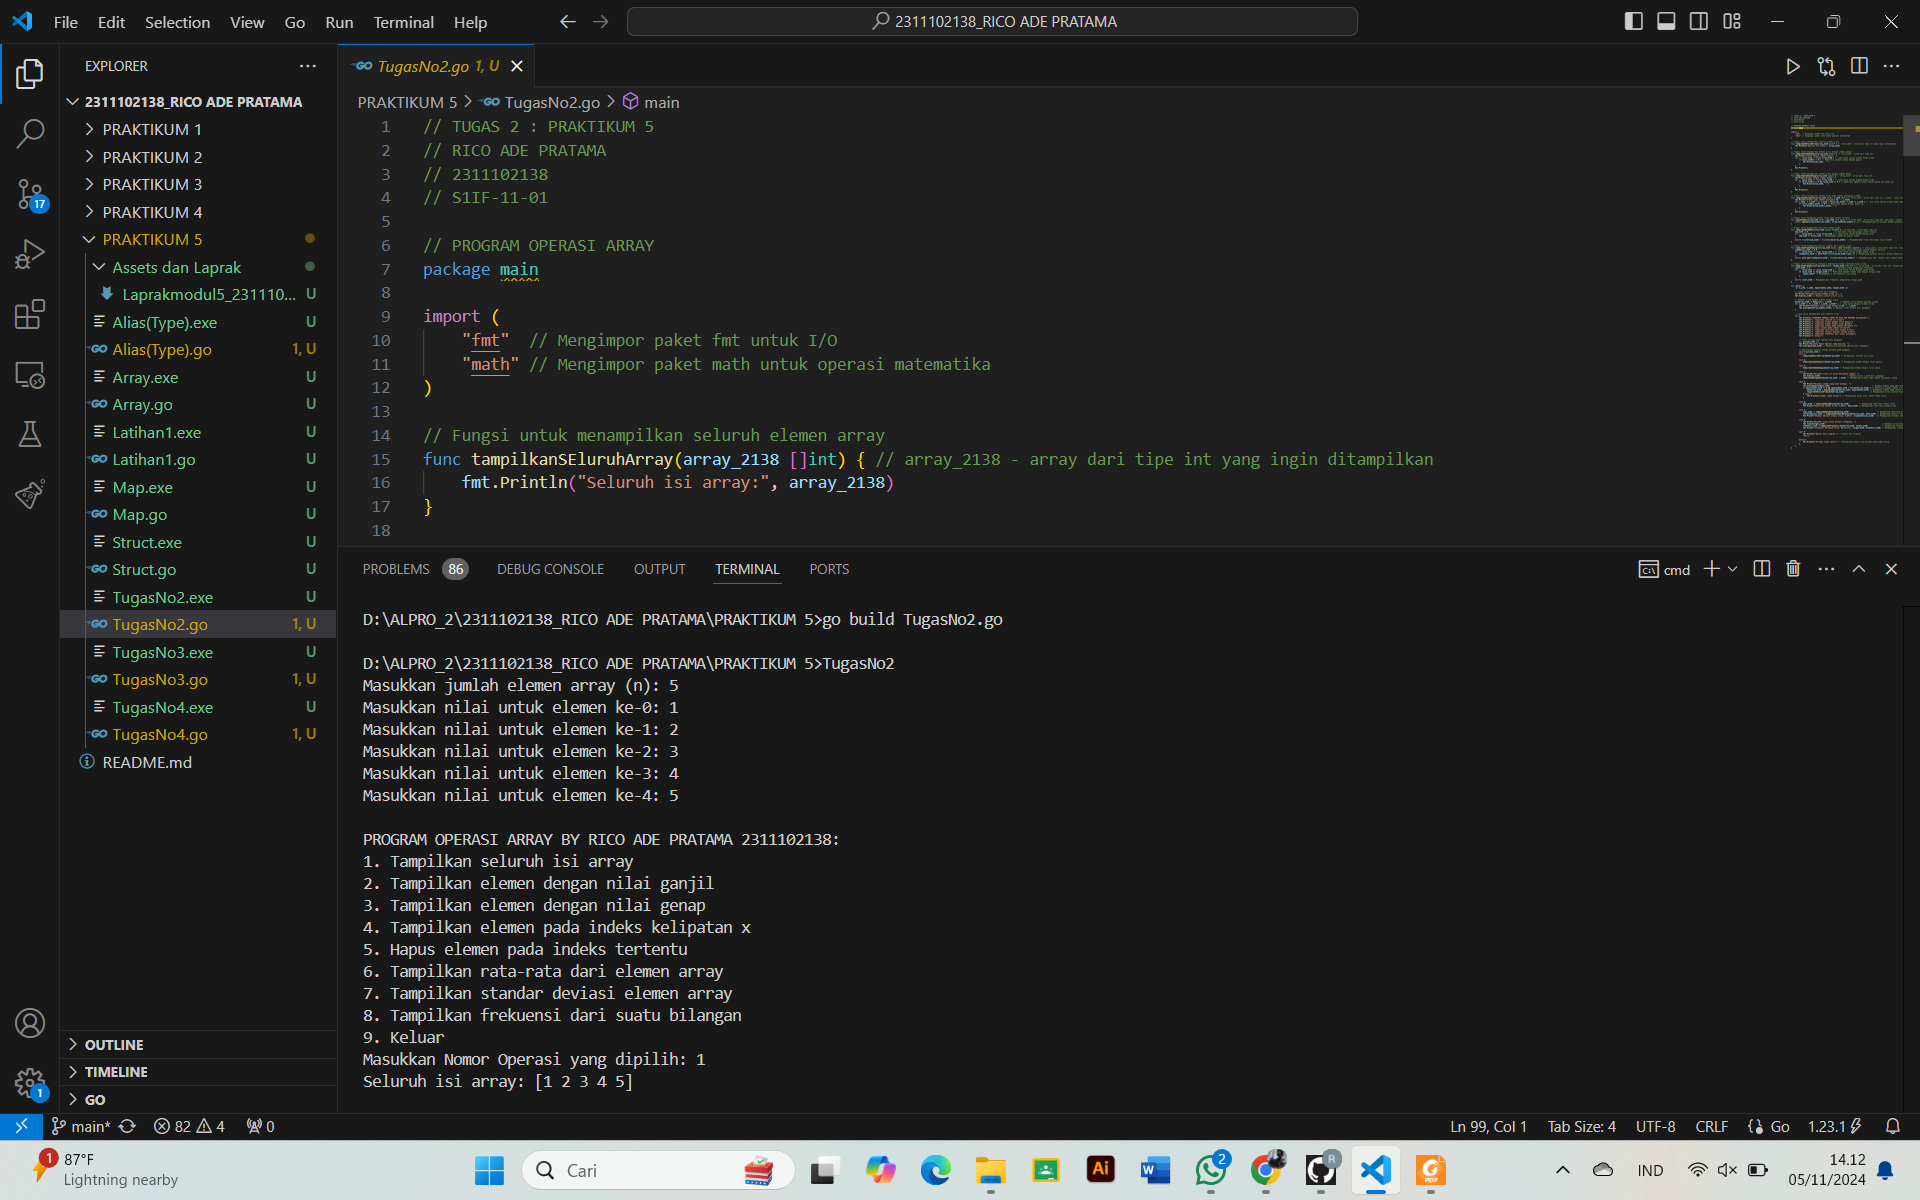 File Edit Selection View Go Run Terminal Help
2311102138_RICO ADE PRATAMA
EXPLORER
2311102138_RICO ADE PRATAMA
PRAKTIKUM 1
PRAKTIKUM 2
PRAKTIKUM 3
PRAKTIKUM 4
PRAKTIKUM 5
Assets dan Laprak
Laprakmodul5_231110... U
Alias(Type).exe U
Alias(Type).go 1, U
Array.exe U
Array.go U
Latihan1.exe U
Latihan1.go U
Map.exe U
Map.go U
Struct.exe U
Struct.go U
TugasNo2.exe U
TugasNo2.go 1, U
TugasNo3.exe U
TugasNo3.go 1, U
TugasNo4.exe U
TugasNo4.go 1, U
README.md
OUTLINE
TIMELINE
GO
17
1
TugasNo2.go 1, U
PRAKTIKUM 5 > TugasNo2.go > main
1 // TUGAS 2 : PRAKTIKUM 5
2 // RICO ADE PRATAMA
3 // 2311102138
4 // S1IF-11-01
5
6 // PROGRAM OPERASI ARRAY
7 package main
8
9 import (
10 "fmt" // Mengimpor paket fmt untuk I/O
11 "math" // Mengimpor paket math untuk operasi matematika
12 )
13
14 // Fungsi untuk menampilkan seluruh elemen array
15 func tampilkanSEluruhArray(array_2138 []int) { // array_2138 - array dari tipe int yang ingin ditampilkan
16 fmt.Println("Seluruh isi array:", array_2138)
17 }
18
PROBLEMS 86 DEBUG CONSOLE OUTPUT TERMINAL PORTS
cmd
D:\ALPRO_2\2311102138_RICO ADE PRATAMA\PRAKTIKUM 5>go build TugasNo2.go
D:\ALPRO_2\2311102138_RICO ADE PRATAMA\PRAKTIKUM 5>TugasNo2
Masukkan jumlah elemen array (n): 5
Masukkan nilai untuk elemen ke-0: 1
Masukkan nilai untuk elemen ke-1: 2
Masukkan nilai untuk elemen ke-2: 3
Masukkan nilai untuk elemen ke-3: 4
Masukkan nilai untuk elemen ke-4: 5
PROGRAM OPERASI ARRAY BY RICO ADE PRATAMA 2311102138:
1. Tampilkan seluruh isi array
2. Tampilkan elemen dengan nilai ganjil
3. Tampilkan elemen dengan nilai genap
4. Tampilkan elemen pada indeks kelipatan x
5. Hapus elemen pada indeks tertentu
6. Tampilkan rata-rata dari elemen array
7. Tampilkan standar deviasi elemen array
8. Tampilkan frekuensi dari suatu bilangan
9. Keluar
Masukkan Nomor Operasi yang dipilih: 1
Seluruh isi array: [1 2 3 4 5]
main* 82 4 0
Ln 99, Col 1 Tab Size: 4 UTF-8 CRLF Go 1.23.1
1
87°F
Lightning nearby
Cari
Ai
W
2
R
PDF
IND
14.12
05/11/2024